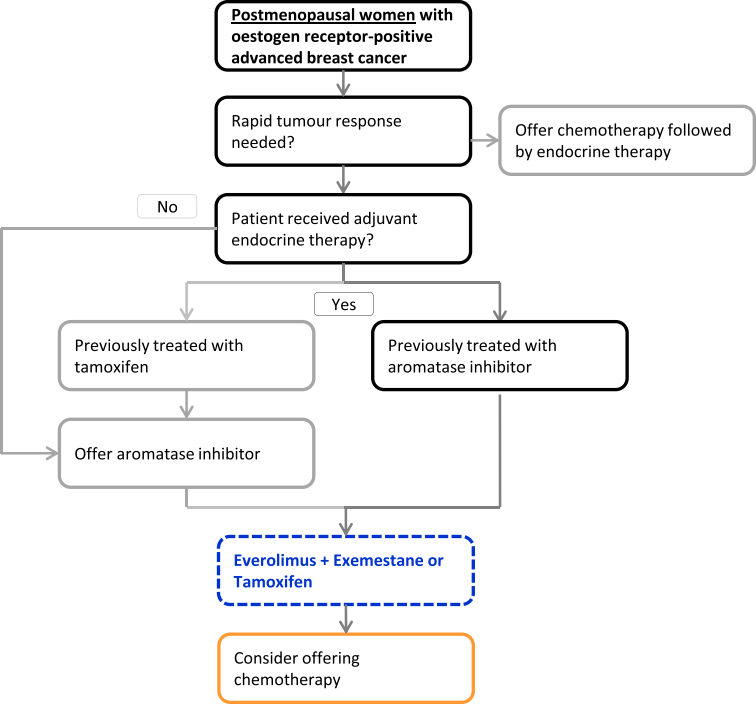 Postmenopausal women with
oestogen receptor-positive
advanced breast cancer
Rapid tumour response
needed?
Offer chemotherapy followed
by endocrine therapy
No
Patient received adjuvant
endocrine therapy?
Yes
Previously treated with
tamoxifen
Previously treated with
aromatase inhibitor
Offer aromatase inhibitor
Everolimus + Exemestane or
Tamoxifen
Consider offering
chemotherapy